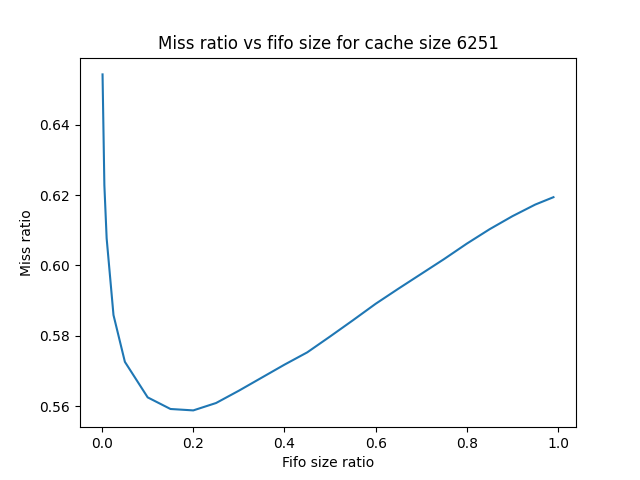 Miss ratio vs fifo size for cache size 6251
Miss ratio
0.64
0.62
0.60
0.58
0.56
0.0 0.2 0.4 0.6 0.8 1.0
Fifo size ratio